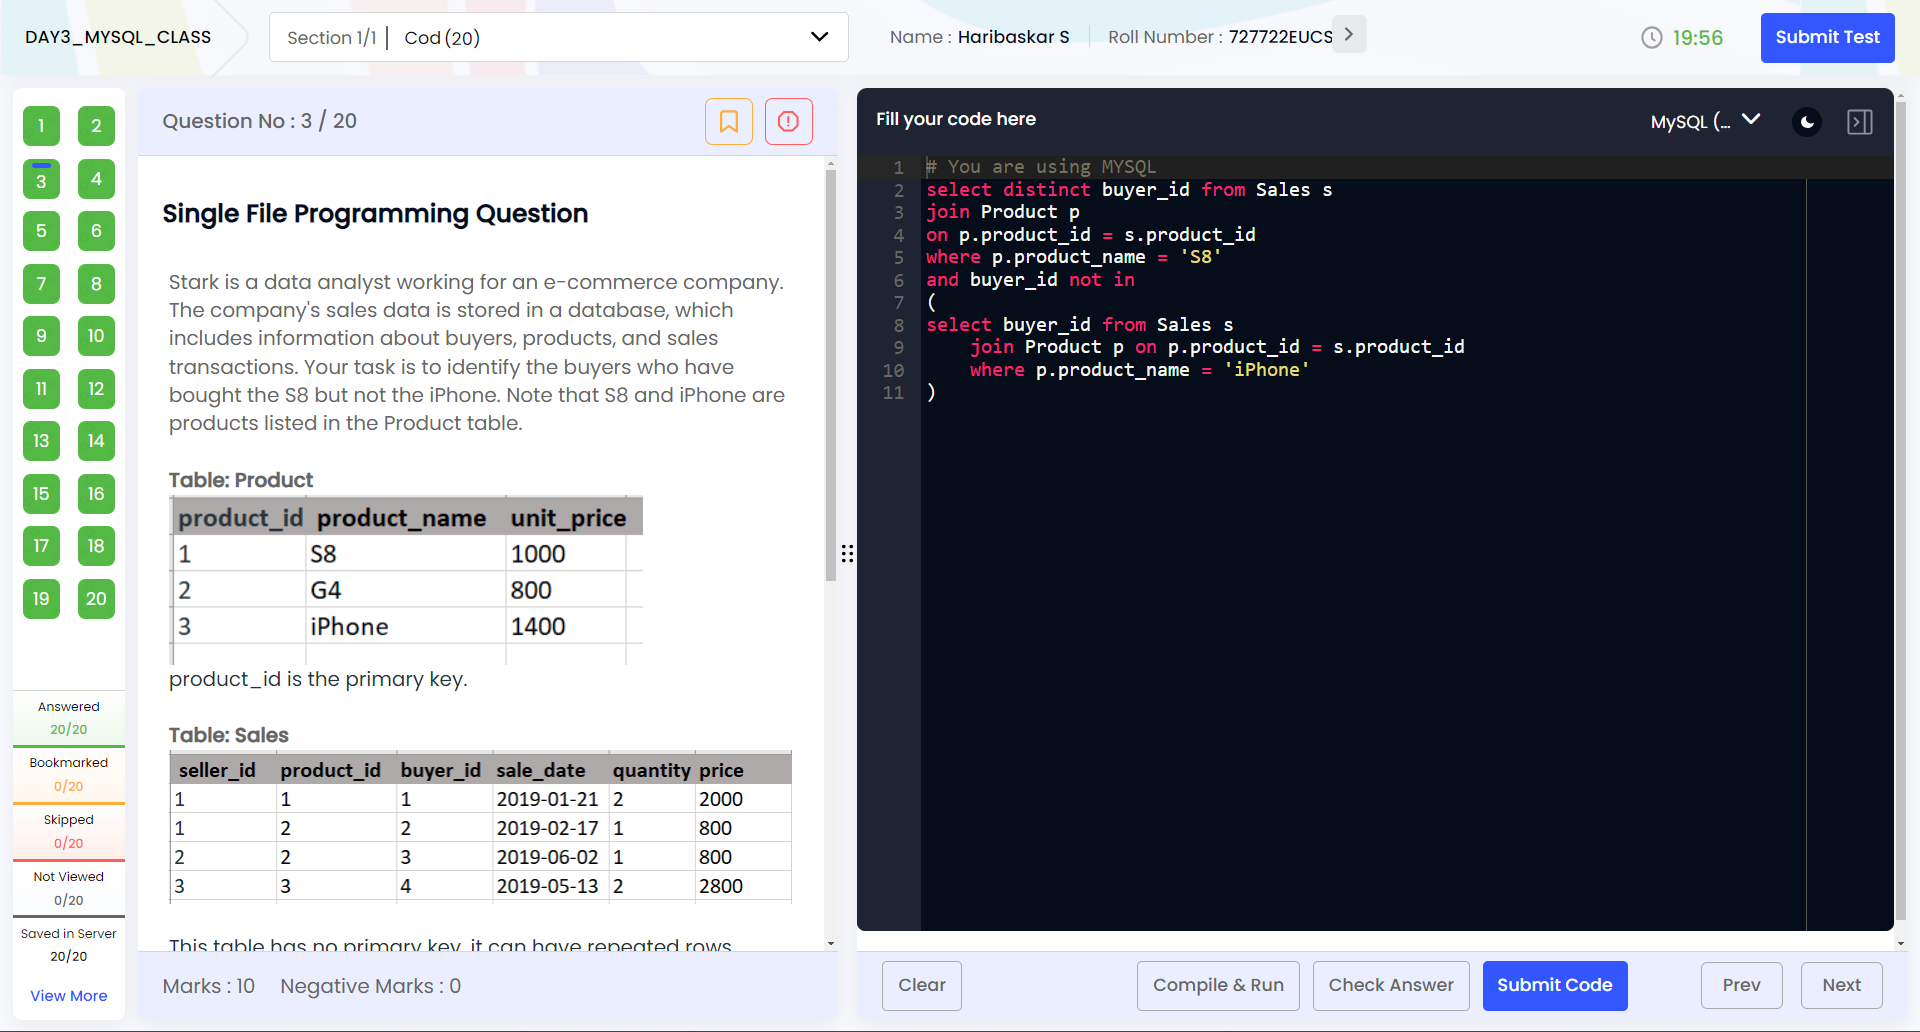 DAY3_MYSQL_CLASS
Section 1/1 | Cod (20)
Name : Haribaskar S
Roll Number : 727722EUCS
19:56
Submit Test
1 2
3 4
5 6
7 8
9 10
11 12
13 14
15 16
17 18
19 20
Answered
20/20
Bookmarked
0/20
Skipped
0/20
Not Viewed
0/20
Saved in Server
20/20
View More
Question No : 3 / 20
Single File Programming Question
Stark is a data analyst working for an e-commerce company.
The company's sales data is stored in a database, which
includes information about buyers, products, and sales
transactions. Your task is to identify the buyers who have
bought the S8 but not the iPhone. Note that S8 and iPhone are
products listed in the Product table.
Table: Product
product_id product_name unit_price
1 S8 1000
2 G4 800
3 iPhone 1400
product_id is the primary key.
Table: Sales
seller_id product_id buyer_id sale_date quantity price
1 1 1 2019-01-21 2 2000
1 2 2 2019-02-17 1 800
2 2 3 2019-06-02 1 800
3 3 4 2019-05-13 2 2800
This table has no primary key, it can have repeated rows
Marks : 10 Negative Marks : 0
Fill your code here
MySQL (...
1 # You are using MYSQL
2 select distinct buyer_id from Sales s
3 join Product p
4 on p.product_id = s.product_id
5 where p.product_name = 'S8'
6 and buyer_id not in
7 (
8 select buyer_id from Sales s
9     join Product p on p.product_id = s.product_id
10     where p.product_name = 'iPhone'
11 )
Clear
Compile & Run
Check Answer
Submit Code
Prev
Next